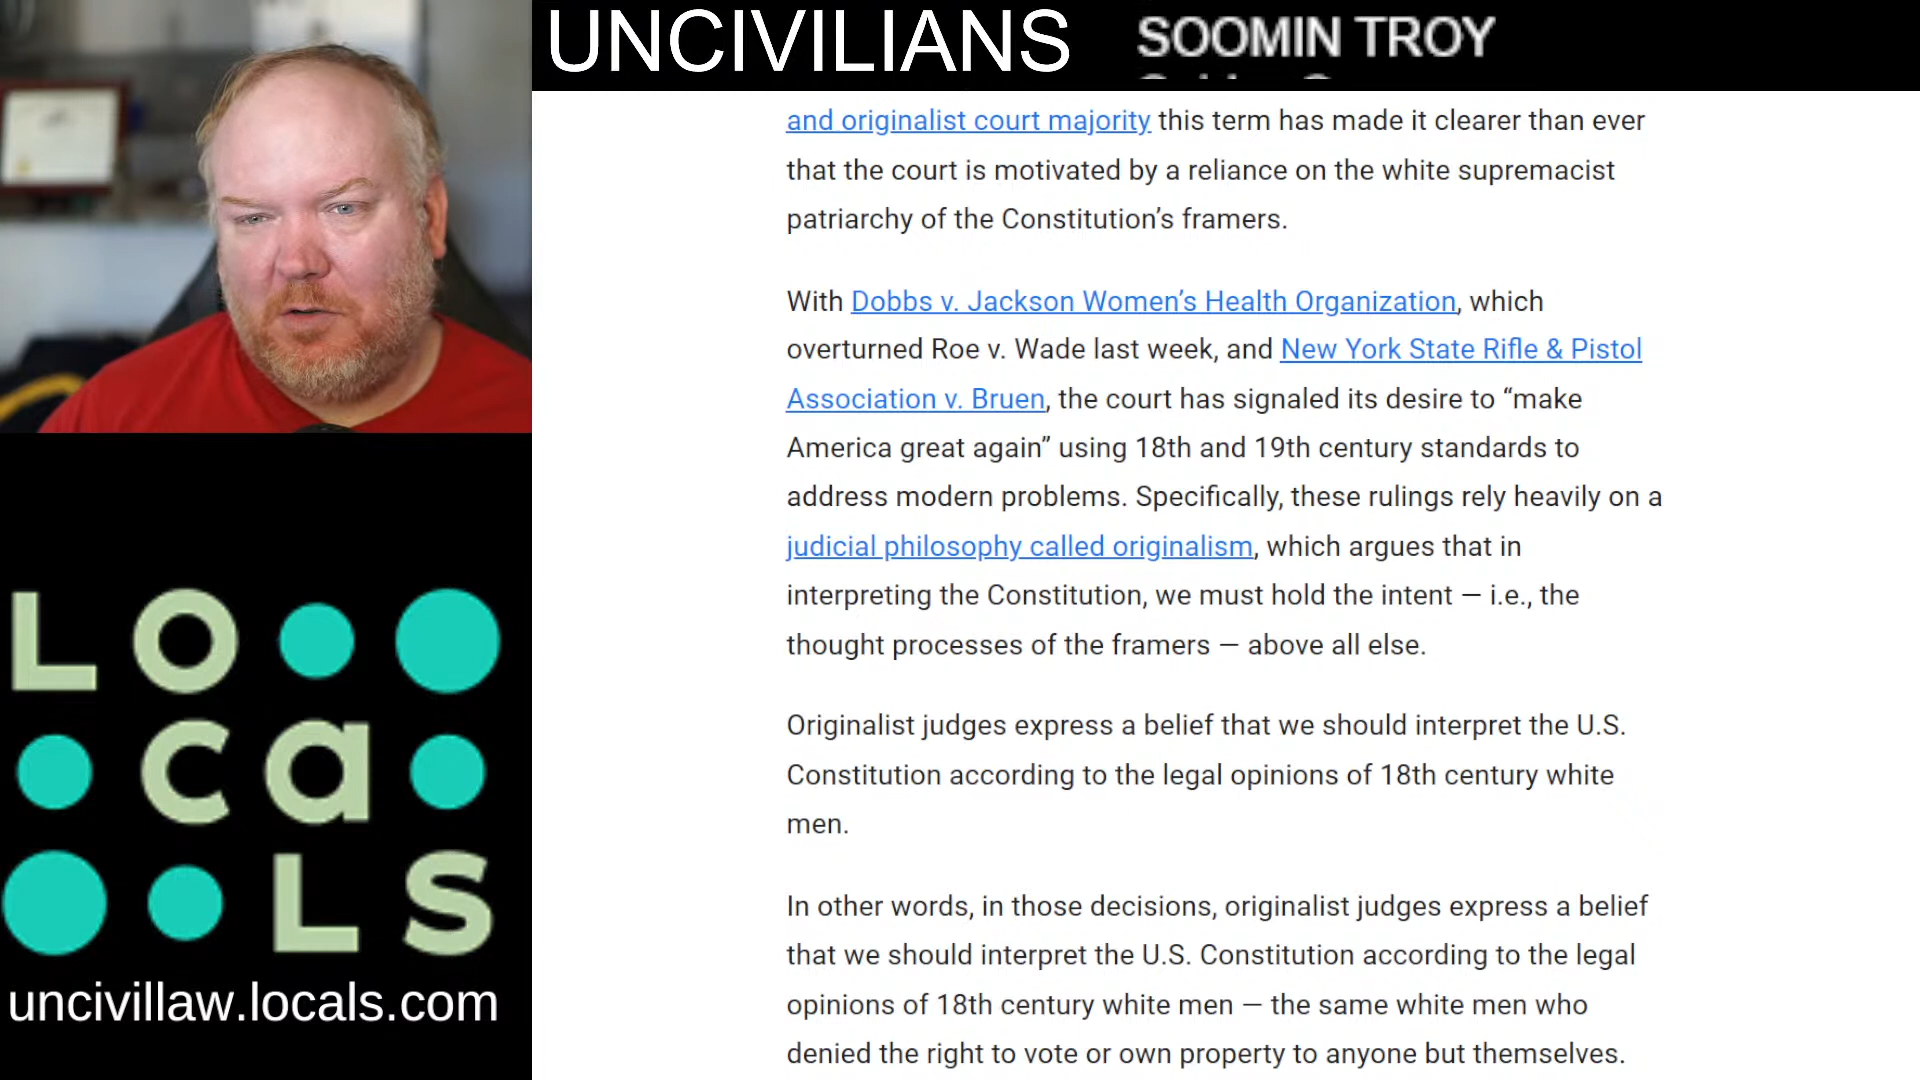 UNCIVILIANS
SOOMIN TROY
and originalist court majority this term has made it clearer than ever
that the court is motivated by a reliance on the white supremacist
patriarchy of the Constitution’s framers.
With Dobbs v. Jackson Women’s Health Organization, which
overturned Roe v. Wade last week, and New York State Rifle & Pistol
Association v. Bruen, the court has signaled its desire to “make
America great again” using 18th and 19th century standards to
address modern problems. Specifically, these rulings rely heavily on a
judicial philosophy called originalism, which argues that in
interpreting the Constitution, we must hold the intent — i.e., the
thought processes of the framers — above all else.
Originalist judges express a belief that we should interpret the U.S.
Constitution according to the legal opinions of 18th century white
men.
In other words, in those decisions, originalist judges express a belief
that we should interpret the U.S. Constitution according to the legal
opinions of 18th century white men — the same white men who
denied the right to vote or own property to anyone but themselves.
LO
ca
LS
uncivillaw.locals.com